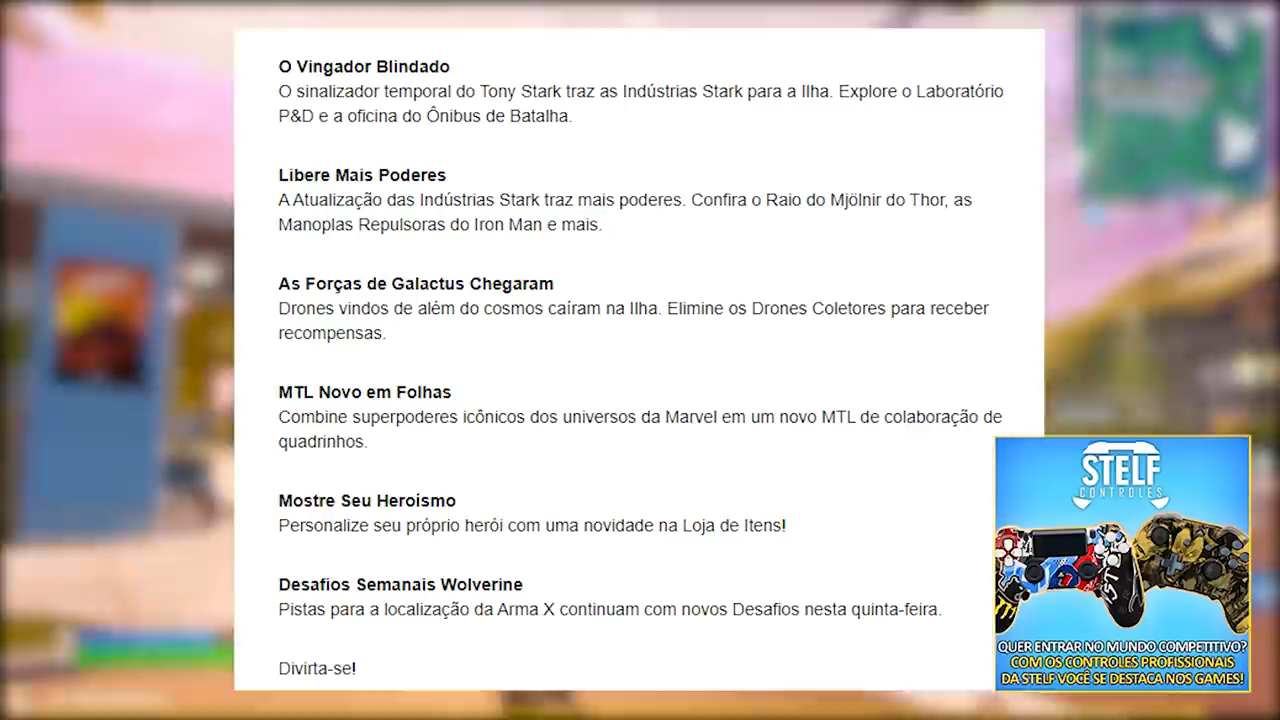 O Vingador Blindado
O sinalizador temporal do Tony Stark traz as Indústrias Stark para a Ilha. Explore o Laboratório
P&D e a oficina do Ônibus de Batalha.
Libere Mais Poderes
A Atualização das Indústrias Stark traz mais poderes. Confira o Raio do Mjölnir do Thor, as
Manoplas Repulsoras do Iron Man e mais.
As Forças de Galactus Chegaram
Drones vindos de além do cosmos caíram na Ilha. Elimine os Drones Coletores para receber
recompensas.
MTL Novo em Folhas
Combine superpoderes icônicos dos universos da Marvel em um novo MTL de colaboração de
quadrinhos.
Mostre Seu Heroísmo
Personalize seu próprio herói com uma novidade na Loja de Itens!
Desafios Semanais Wolverine
Pistas para a localização da Arma X continuam com novos Desafios nesta quinta-feira.
Divirta-se!
STELF
CONTROLES
QUER ENTRAR NO MUNDO COMPETITIVO?
COM OS CONTROLES PROFISSIONAIS
DA STELF VOCÊ SE DESTACA NOS GAMES!